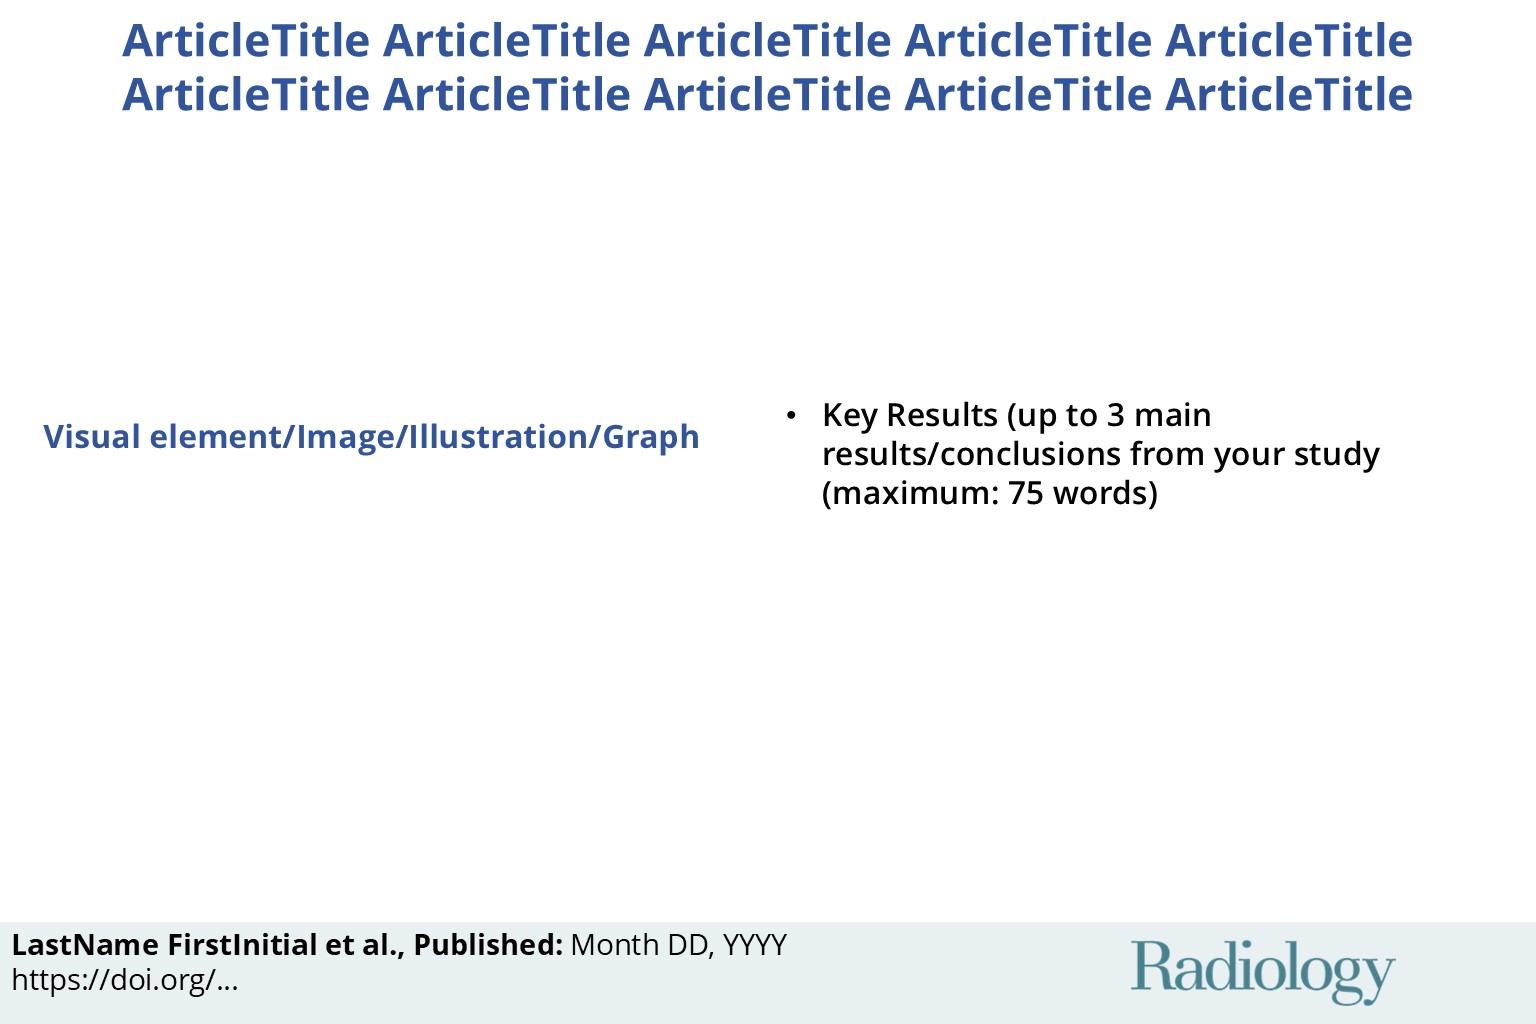 ArticleTitle ArticleTitle ArticleTitle ArticleTitle ArticleTitle
ArticleTitle ArticleTitle ArticleTitle ArticleTitle ArticleTitle
Visual element/Image/Illustration/Graph
• Key Results (up to 3 main
results/conclusions from your study
(maximum: 75 words)
LastName FirstInitial et al., Published: Month DD, YYYY
https://doi.org/...
Radiology